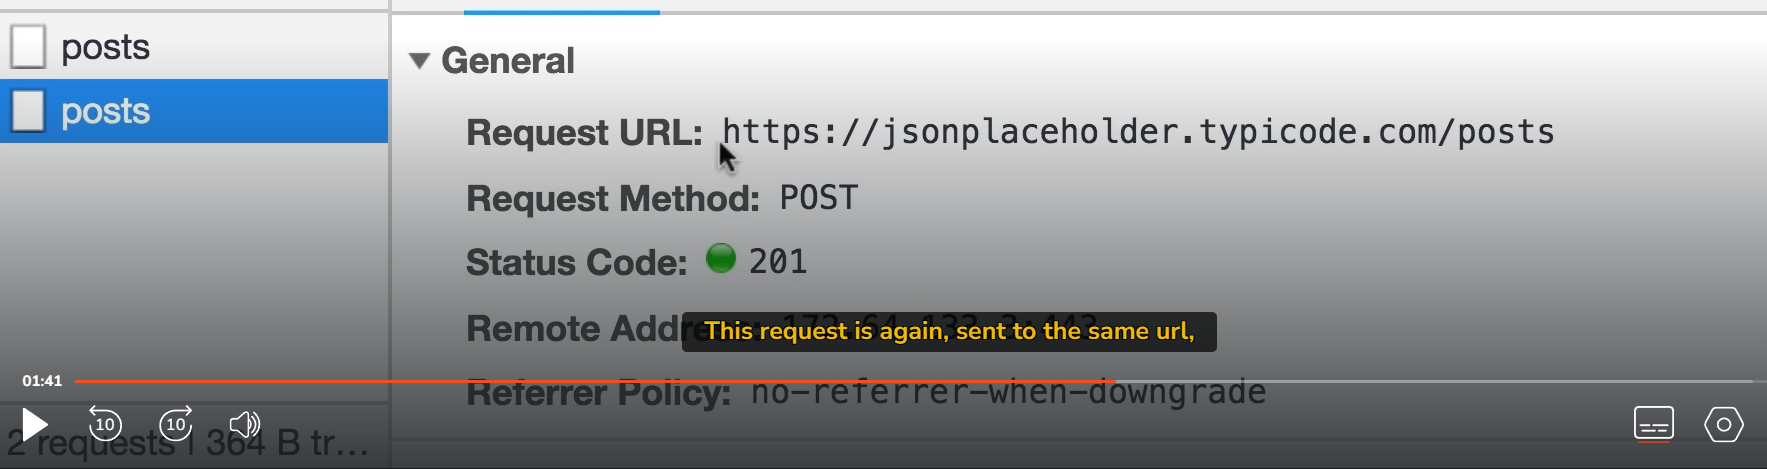 posts
posts
General
Request URL: https://jsonplaceholder.typicode.com/posts
Request Method: POST
Status Code: 201
Remote Address:
This request is again, sent to the same url,
01:41
Referrer Policy: no-referrer-when-downgrade
10
10
2 requests | 364 B tr…